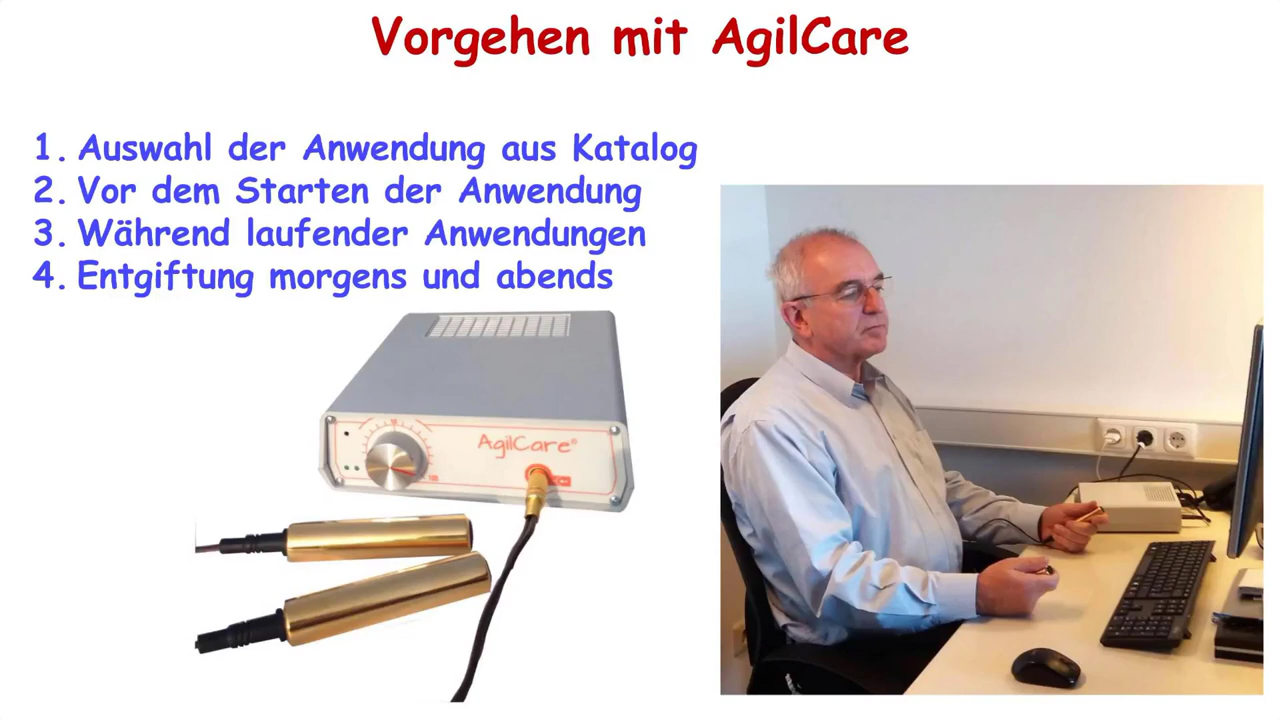 Vorgehen mit AgilCare
1. Auswahl der Anwendung aus Katalog
2. Vor dem Starten der Anwendung
3. Während laufender Anwendungen
4. Entgiftung morgens und abends
AgilCare®
100